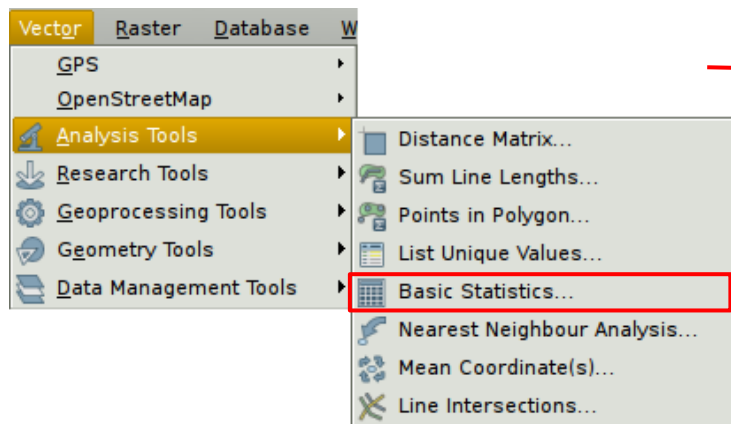 Vector Raster Database W
GPS
OpenStreetMap
Analysis Tools
Research Tools
Geoprocessing Tools
Geometry Tools
Data Management Tools
Distance Matrix...
Sum Line Lengths...
Points in Polygon...
List Unique Values...
Basic Statistics...
Nearest Neighbour Analysis...
Mean Coordinate(s)...
Line Intersections...